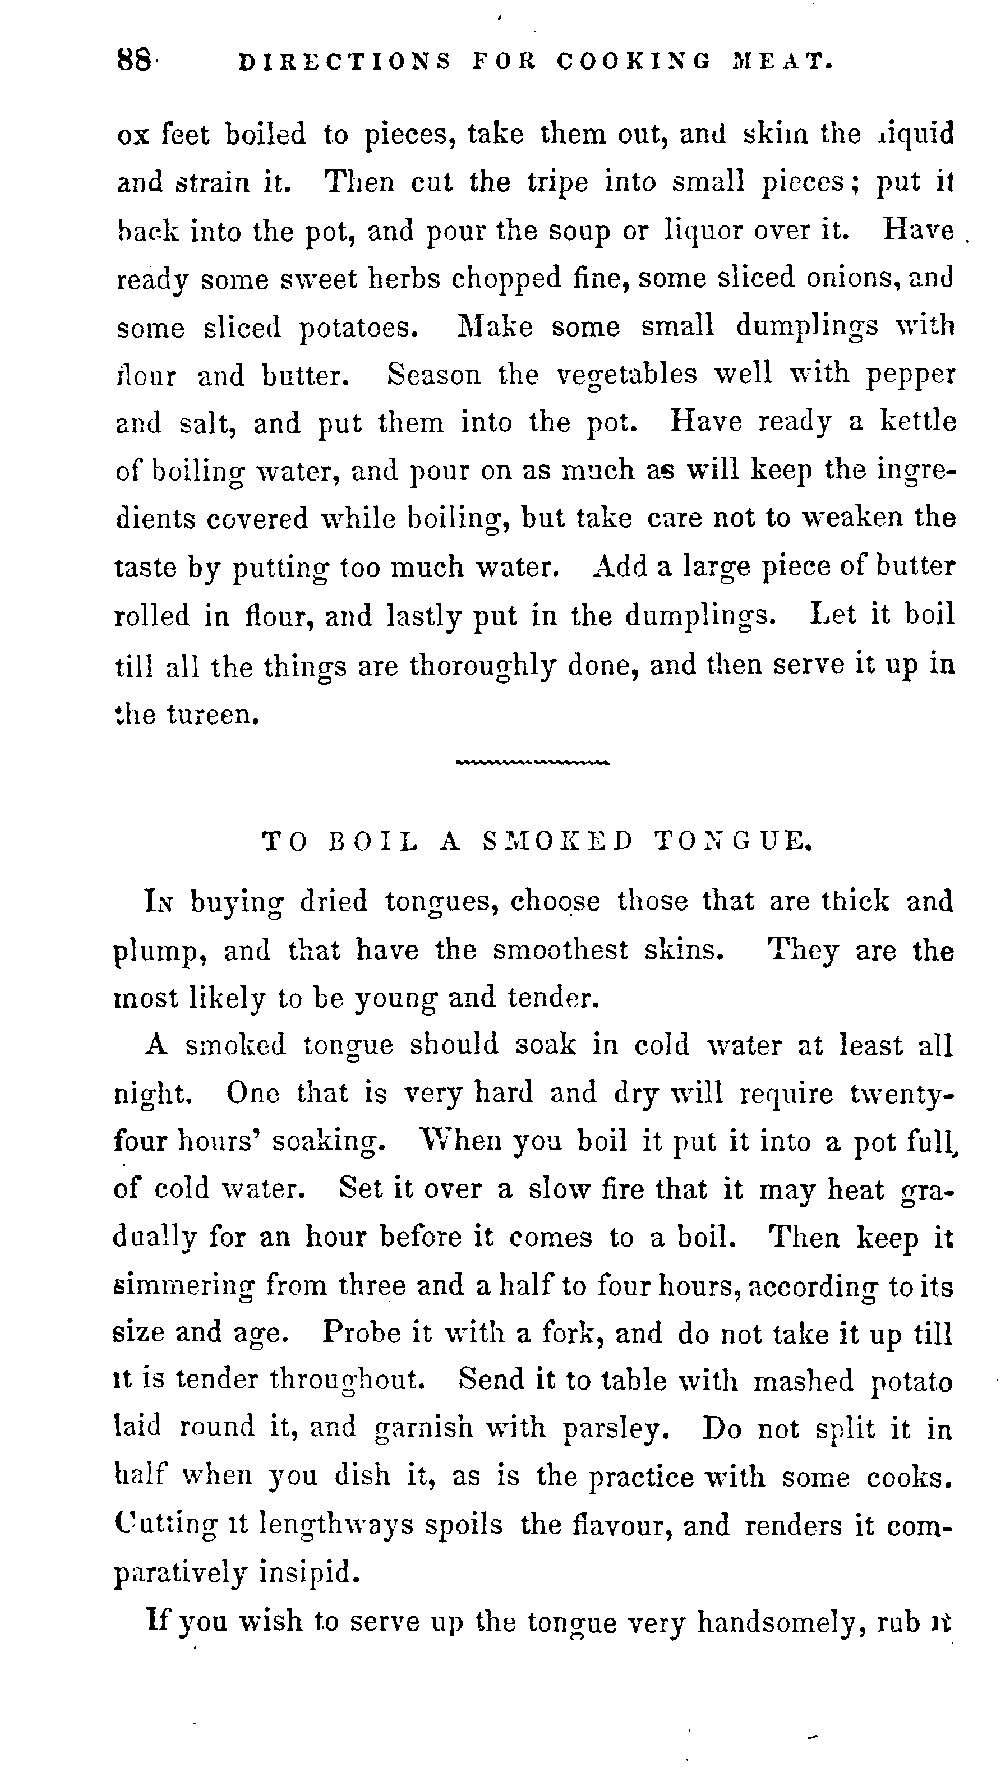 88 DIRECTIONS FOR COOKING MEAT.
ox feet boiled to pieces, take them out, and skim the liquid
and strain it. Then cut the tripe into small pieces; put it
back into the pot, and pour the soup or liquor over it. Have
ready some sweet herbs chopped fine, some sliced onions, and
some sliced potatoes. Make some small dumplings with
flour and butter. Season the vegetables well with pepper
and salt, and put them into the pot. Have ready a kettle
of boiling water, and pour on as much as will keep the ingre-
dients covered while boiling, but take care not to weaken the
taste by putting too much water. Add a large piece of butter
rolled in flour, and lastly put in the dumplings. Let it boil
till all the things are thoroughly done, and then serve it up in
the tureen.
TO BOIL A SMOKED TONGUE.
IN buying dried tongues, choose those that are thick and
plump, and that have the smoothest skins. They are the
most likely to be young and tender.
A smoked tongue should soak in cold water at least all
night. One that is very hard and dry will require twenty-
four hours' soaking. When you boil it put it into a pot full
of cold water. Set it over a slow fire that it may heat gra-
dually for an hour before it comes to a boil. Then keep it
simmering from three and a half to four hours, according to its
size and age. Probe it with a fork, and do not take it up till
it is tender throughout. Send it to table with mashed potato
laid round it, and garnish with parsley. Do not split it in
half when you dish it, as is the practice with some cooks.
Cutting it lengthways spoils the flavour, and renders it com-
paratively insipid.
If you wish to serve up the tongue very handsomely, rub it